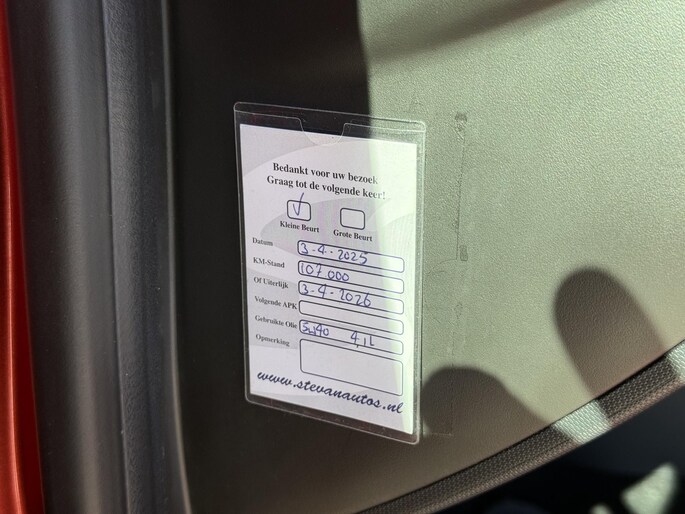 Bedankt voor uw bezoek
Graag tot de volgende keer!
Kleine Beurt Grote Beurt
Datum 3-4-2025
KM-Stand 107 000
Of Uiterlijk 3-4-2026
Volgende APK
Gebruikte Olie 5w40 4,1L
Opmerking
www.stevanautos.nl